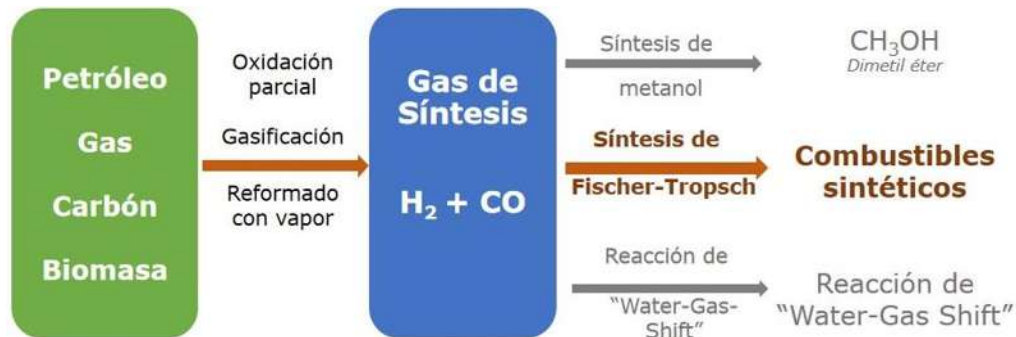 Petróleo
Gas
Carbón
Biomasa
Oxidación
parcial
Gasificación
Reformado
con vapor
Gas de
Síntesis
H₂ + CO
Síntesis de
metanol
CH₃OH
Dimetil éter
Síntesis de
Fischer-Tropsch
Combustibles
sintéticos
Reacción de
“Water-Gas-
Shift”
Reacción de
“Water-Gas Shift”